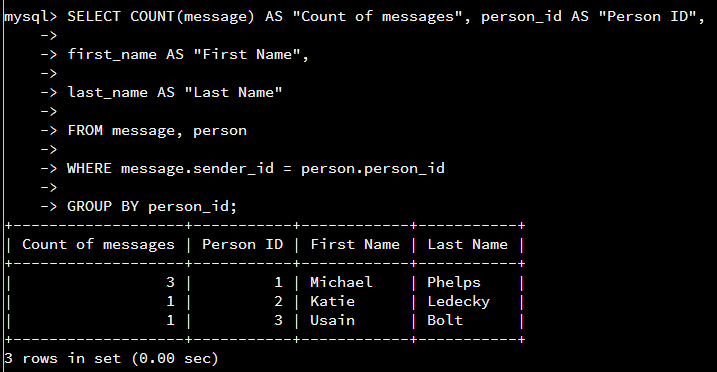 mysql> SELECT COUNT(message) AS "Count of messages", person_id AS "Person ID",
    ->
    -> first_name AS "First Name",
    ->
    -> last_name AS "Last Name"
    ->
    -> FROM message, person
    ->
    -> WHERE message.sender_id = person.person_id
    ->
    -> GROUP BY person_id;
+-------------------+-----------+------------+-----------+
| Count of messages | Person ID | First Name | Last Name |
+-------------------+-----------+------------+-----------+
|                 3 |         1 | Michael    | Phelps    |
|                 1 |         2 | Katie      | Ledecky   |
|                 1 |         3 | Usain      | Bolt      |
+-------------------+-----------+------------+-----------+
3 rows in set (0.00 sec)